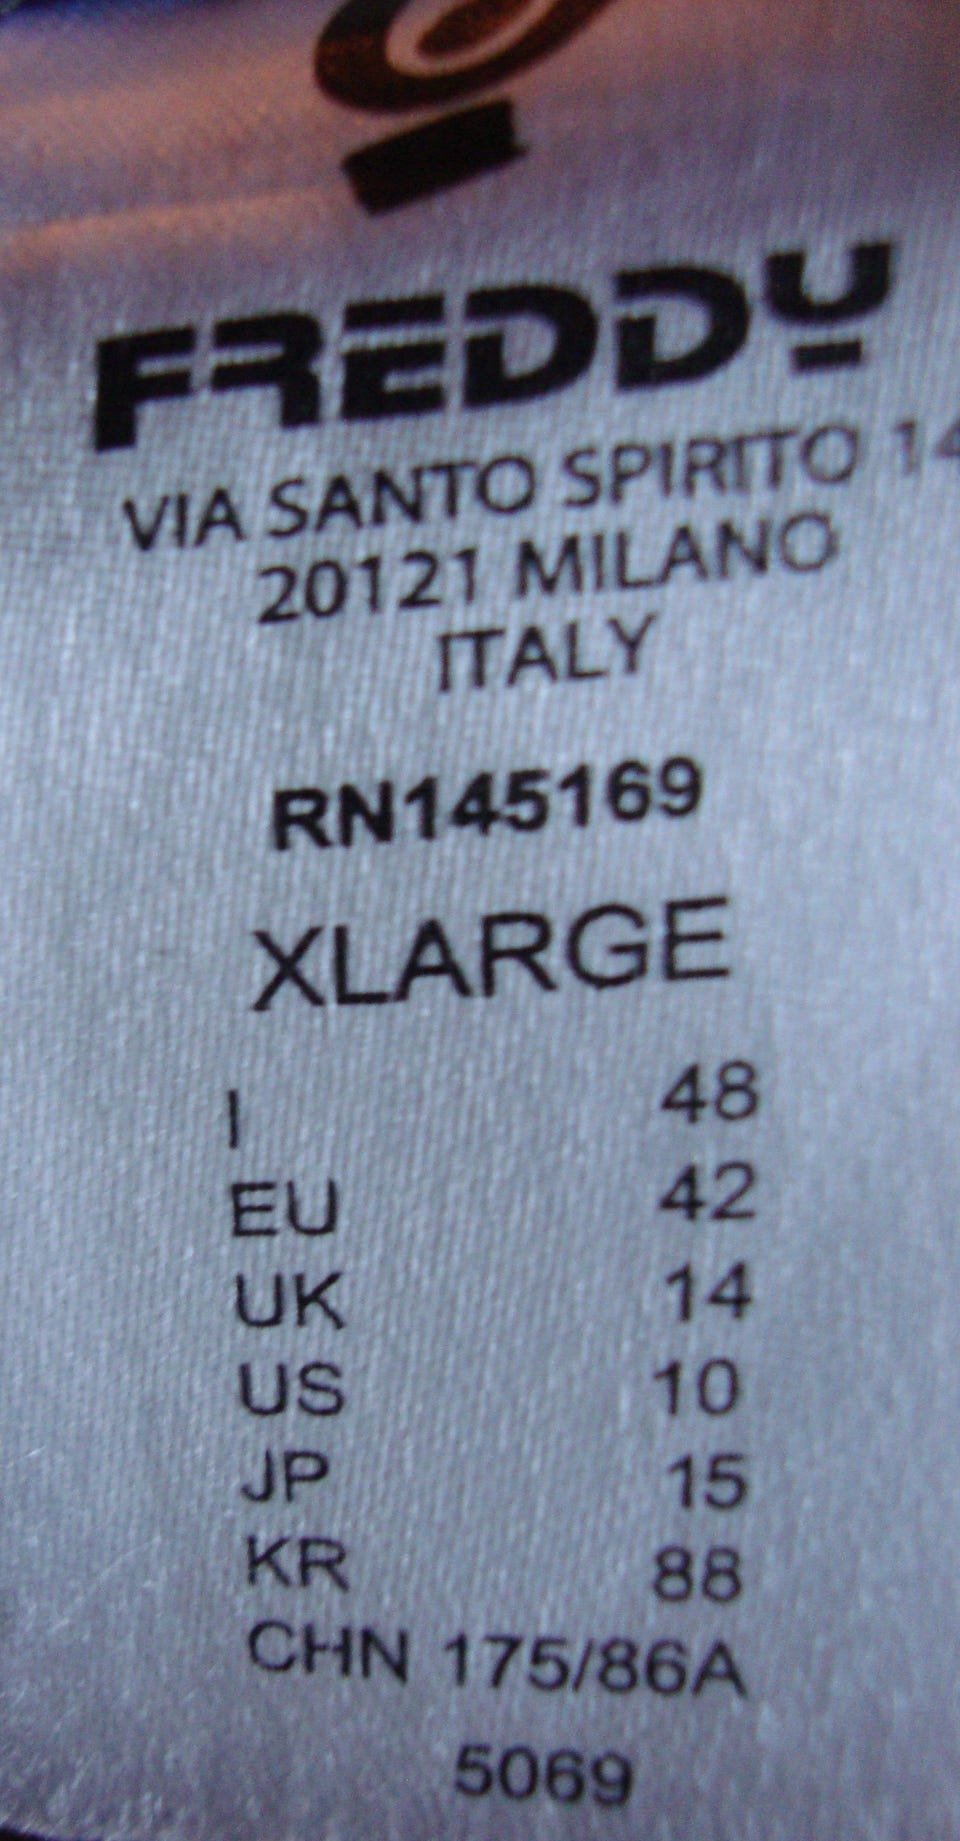 FREDDY
VIA SANTO SPIRITO 14
20121 MILANO
ITALY
RN145169
XLARGE
I 48
EU 42
UK 14
US 10
JP 15
KR 88
CHN 175/86A
5069